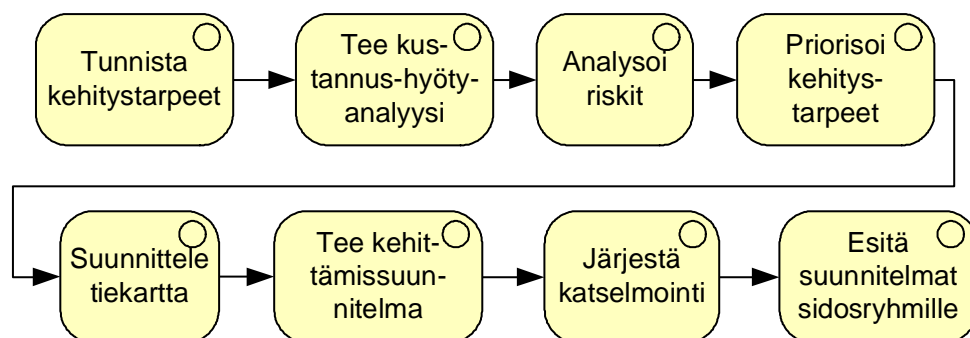 Tunnista
kehitystarpeet
Tee kus-
tannus-hyöty-
analyysi
Analysoi
riskit
Priorisoi
kehitys-
tarpeet
Suunnittele
tiekartta
Tee kehit-
tämissuun-
nitelma
Järjestä
katselmointi
Esitä
suunnitelmat
sidosryhmille